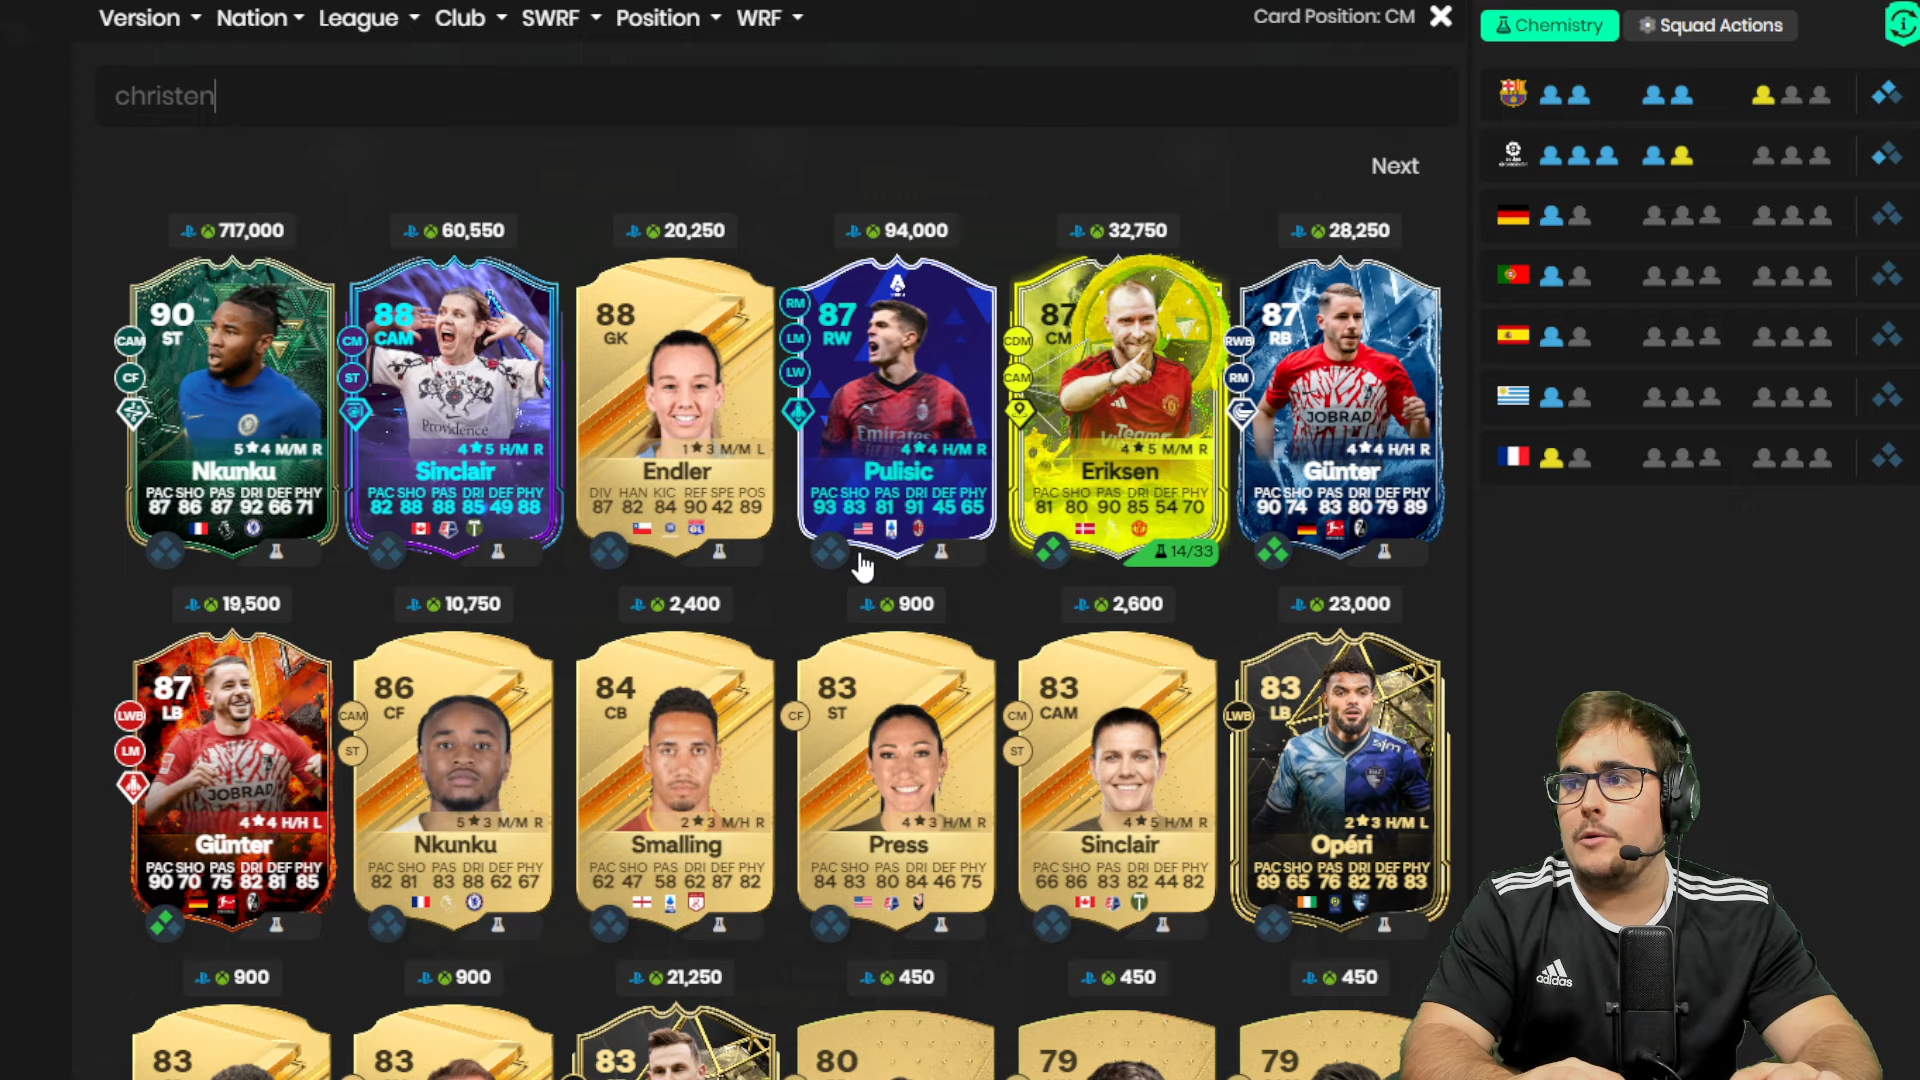 Version Nation League Club SWRF Position WRF
Card Position: CM
Chemistry Squad Actions
christen
Next
717,000 60,550 20,250 94,000 32,750 28,250
90 ST CAM CF 5★4 M/M R
Nkunku
PAC SHO PAS DRI DEF PHY
87 86 87 92 66 71
88 CAM CM ST Providence 4★5 H/M R
Sinclair
PAC SHO PAS DRI DEF PHY
82 88 88 85 49 88
88 GK 1★3 M/M L
Endler
DIV HAN KIC REF SPE POS
87 82 84 90 42 89
87 RW RM LM LW Emirates 4★4 H/M R
Pulisic
PAC SHO PAS DRI DEF PHY
93 83 81 91 45 65
87 CM CDM CAM 4★5 M/M R
Eriksen
PAC SHO PAS DRI DEF PHY
81 80 90 85 54 70
14/33
87 RB RWB RM JOBRAD 4★4 H/H R
Günter
PAC SHO PAS DRI DEF PHY
90 74 83 80 79 89
19,500 10,750 2,400 900 2,600 23,000
87 LB LWB LM JOBRAD 4★4 H/H L
Günter
PAC SHO PAS DRI DEF PHY
90 70 75 82 81 85
86 CF CAM ST 5★3 M/M R
Nkunku
PAC SHO PAS DRI DEF PHY
82 81 83 88 62 67
84 CB 2★3 M/H R
Smalling
PAC SHO PAS DRI DEF PHY
62 47 58 62 87 82
83 ST CF 4★3 H/M R
Press
PAC SHO PAS DRI DEF PHY
84 83 80 84 46 75
83 CAM CM ST 4★5 H/M R
Sinclair
PAC SHO PAS DRI DEF PHY
66 86 83 82 44 82
83 LB LWB 2★3 H/M L
Opéri
PAC SHO PAS DRI DEF PHY
89 65 76 82 78 83
900 900 21,250 450 450 450
83 83 83 80 79 79
adidas